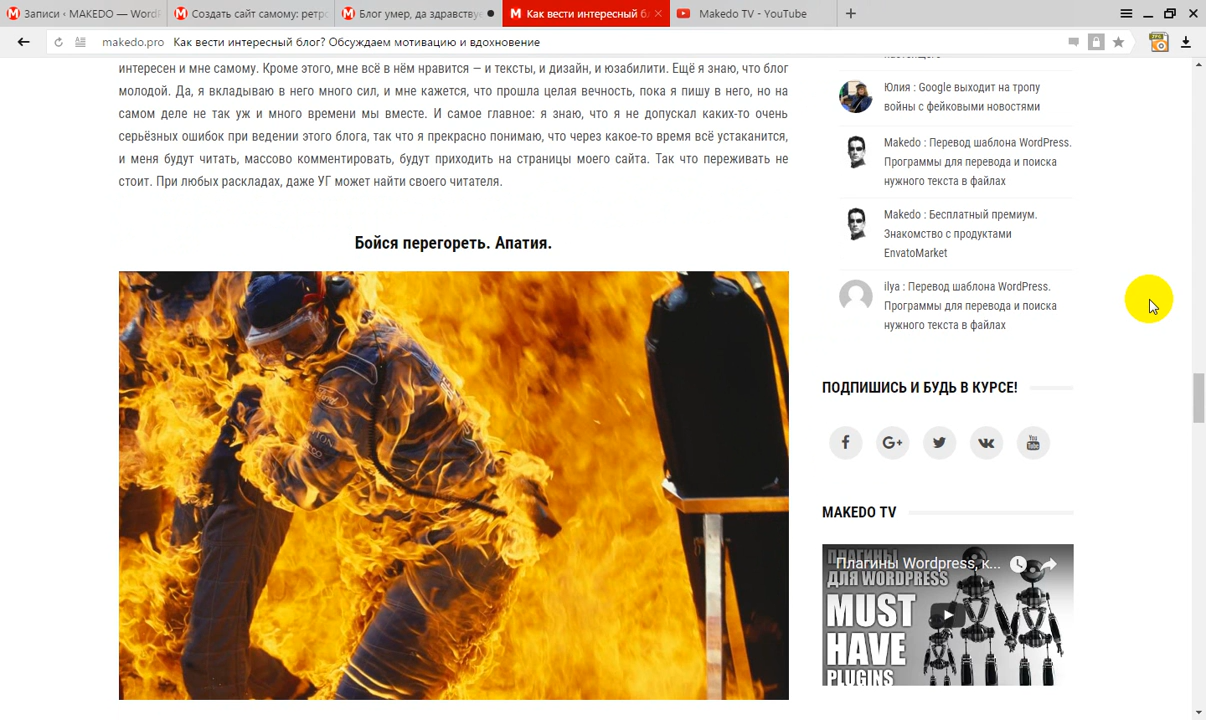 Записи ‹ MAKEDO — WordP
Создать сайт самому: ретро
Блог умер, да здравствуе
Как вести интересный бл
Makedo TV - YouTube
makedo.pro Как вести интересный блог? Обсуждаем мотивацию и вдохновение
интересен и мне самому. Кроме этого, мне всё в нём нравится — и тексты, и дизайн, и юзабилити. Ещё я знаю, что блог
молодой. Да, я вкладываю в него много сил, и мне кажется, что прошла целая вечность, пока я пишу в него, но на
самом деле не так уж и много времени мы вместе. И самое главное: я знаю, что я не допускал каких-то очень
серьёзных ошибок при ведении этого блога, так что я прекрасно понимаю, что через какое-то время всё устаканится,
и меня будут читать, массово комментировать, будут приходить на страницы моего сайта. Так что переживать не
стоит. При любых раскладах, даже УГ может найти своего читателя.
Бойся перегореть. Апатия.
Юлия : Google выходит на тропу
войны с фейковыми новостями
Makedo : Перевод шаблона WordPress.
Программы для перевода и поиска
нужного текста в файлах
Makedo : Бесплатный премиум.
Знакомство с продуктами
EnvatoMarket
ilya : Перевод шаблона WordPress.
Программы для перевода и поиска
нужного текста в файлах
ПОДПИШИСЬ И БУДЬ В КУРСЕ!
MAKEDO TV
Плагины Wordpress, к...
ПЛАГИНЫ
ДЛЯ WORDPRESS
MUST
HAVE
PLUGINS